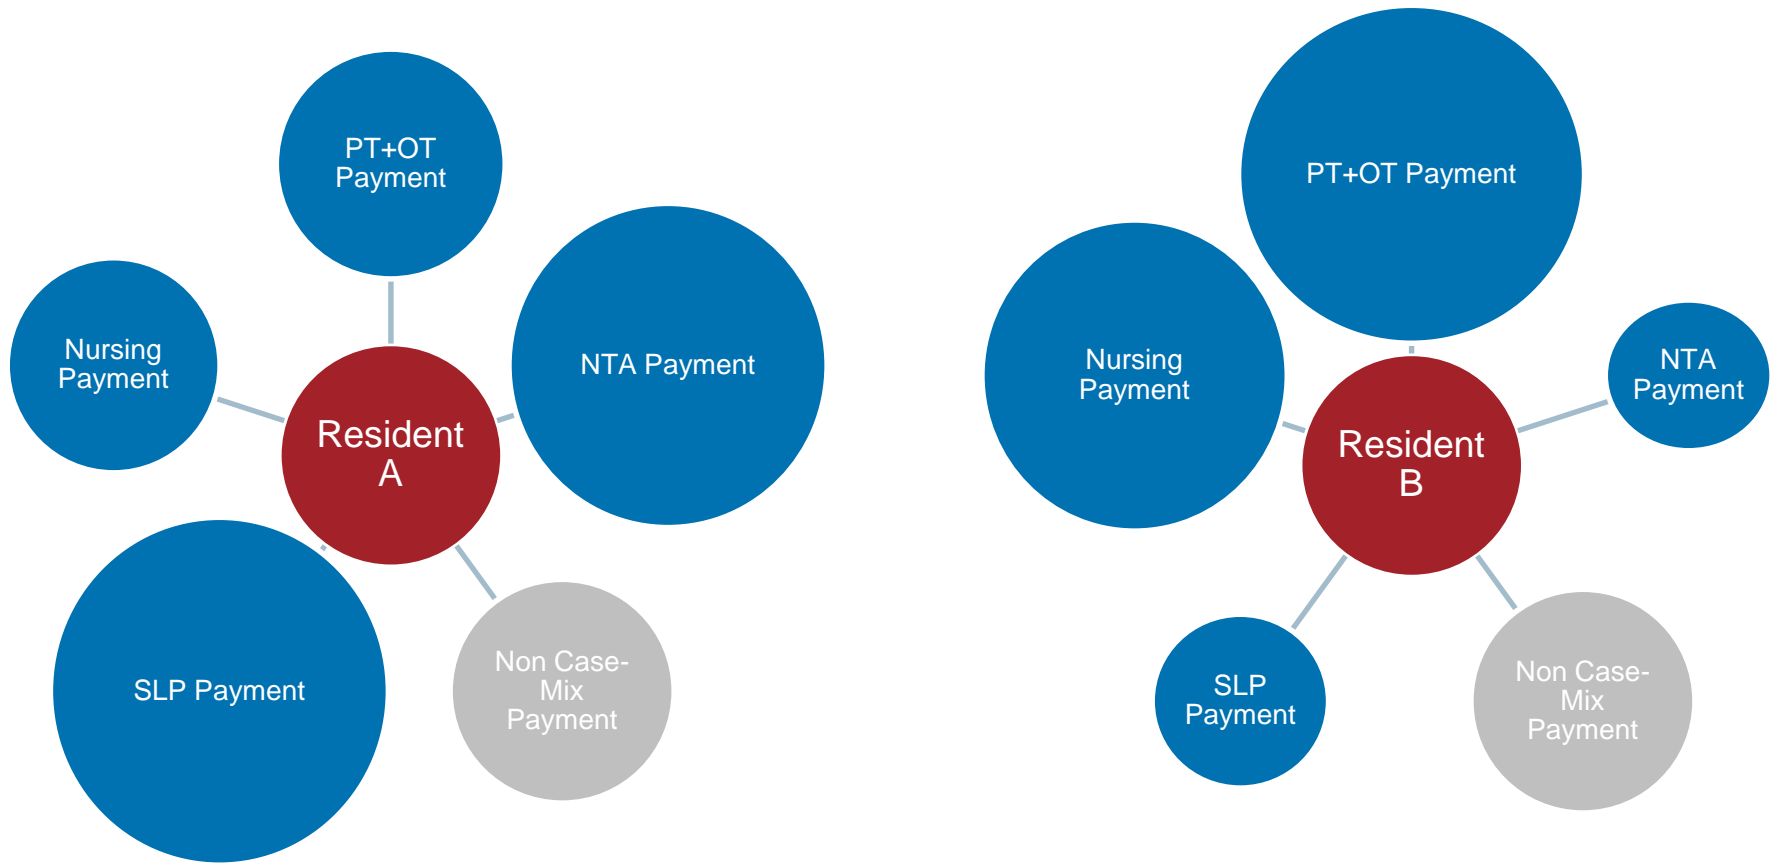 PT+OT
Payment
Nursing
Payment
NTA Payment
Resident
A
SLP Payment
Non Case-
Mix
Payment
PT+OT Payment
Nursing
Payment
NTA
Payment
Resident
B
SLP
Payment
Non Case-
Mix
Payment